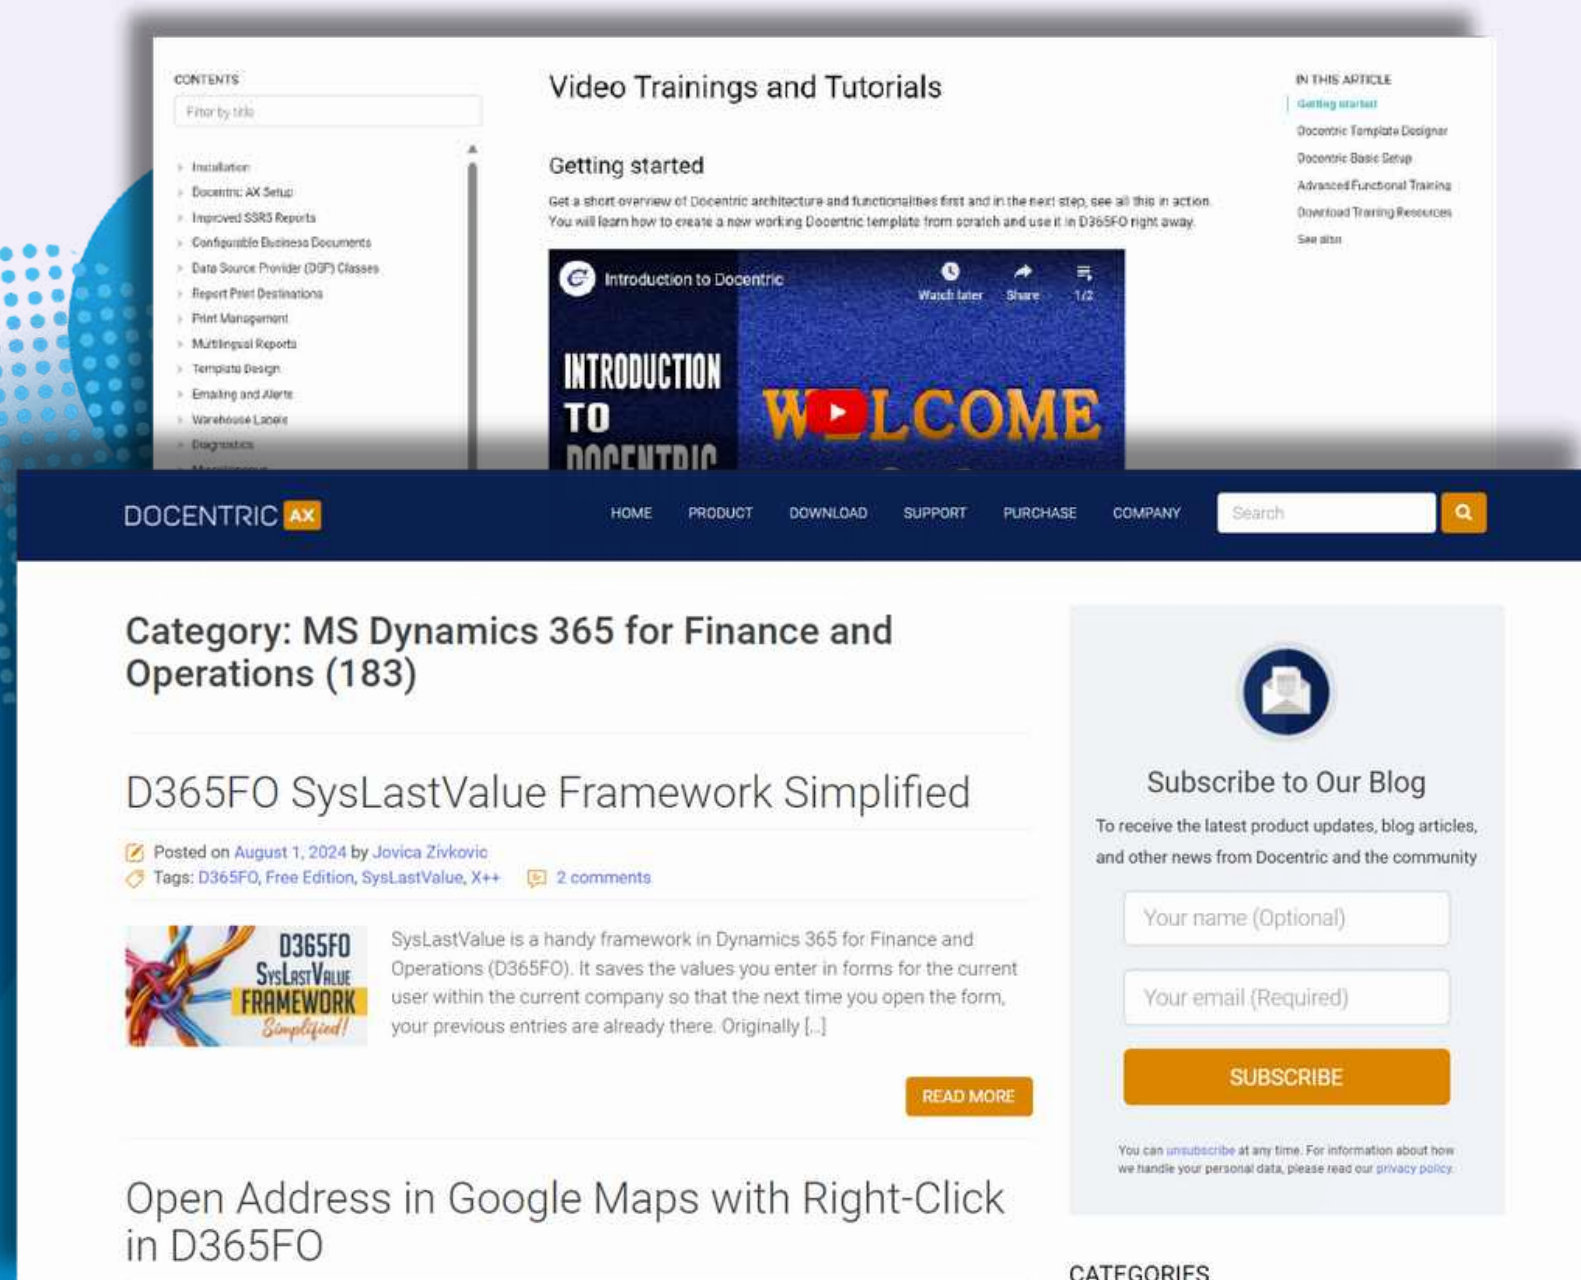 CONTENTS
Filter by title
Installation
Docentric AX Setup
Improved SSRS Reports
Configurable Business Documents
Data Source Provider (DSP) Classes
Report Print Destinations
Print Management
Multilingual Reports
Template Design
Emailing and Alerts
Warehouse Labels
Diagnostics
Video Trainings and Tutorials
Getting started
Get a short overview of Docentric architecture and functionalities first and in the next step, see all this in action.
You will learn how to create a new working Docentric template from scratch and use it in D365FO right away.
Introduction to Docentric
Watch later
Share
1/2
INTRODUCTION
TO
DOCENTRIC
WELCOME
IN THIS ARTICLE
Getting started
Docentric Template Designer
Docentric Basic Setup
Advanced Functional Training
Download Training Resources
See also
DOCENTRIC AX
HOME PRODUCT DOWNLOAD SUPPORT PURCHASE COMPANY
Search
Category: MS Dynamics 365 for Finance and
Operations (183)
D365FO SysLastValue Framework Simplified
Posted on August 1, 2024 by Jovica Zivkovic
Tags: D365FO, Free Edition, SysLastValue, X++ 2 comments
D365FO
SYSLASTVALUE
FRAMEWORK
Simplified!
SysLastValue is a handy framework in Dynamics 365 for Finance and
Operations (D365FO). It saves the values you enter in forms for the current
user within the current company so that the next time you open the form,
your previous entries are already there. Originally [...]
READ MORE
Open Address in Google Maps with Right-Click
in D365FO
Subscribe to Our Blog
To receive the latest product updates, blog articles,
and other news from Docentric and the community
Your name (Optional)
Your email (Required)
SUBSCRIBE
You can unsubscribe at any time. For information about how
we handle your personal data, please read our privacy policy.
CATEGORIES